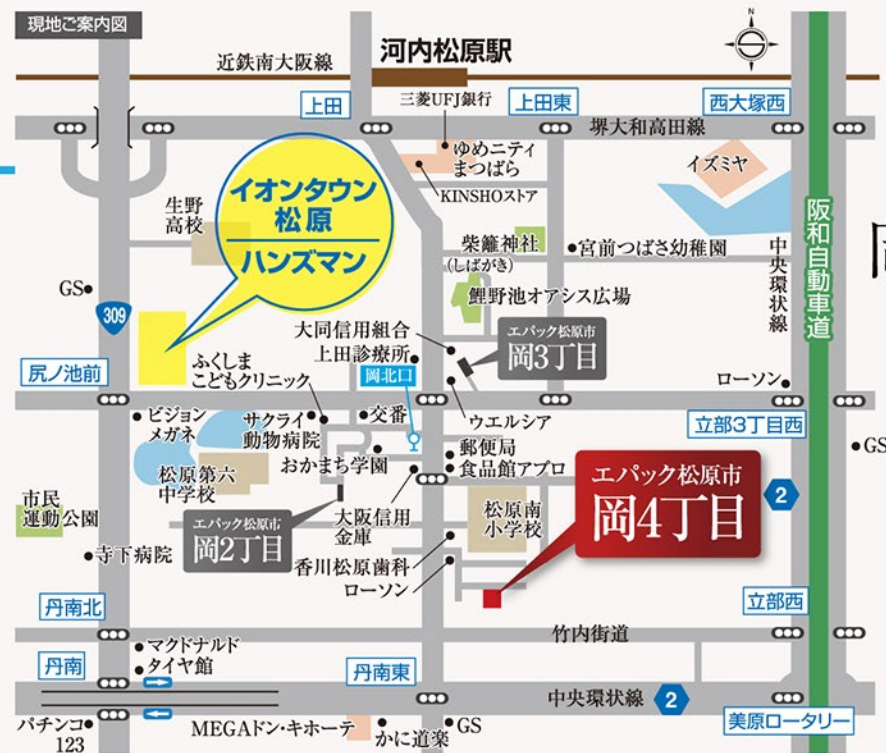 現地ご案内図
近鉄南大阪線
河内松原駅
N
上田
三菱UFJ銀行
上田東
西大塚西
堺大和高田線
ゆめニティ
まつばら
KINSHOストア
イズミヤ
イオンタウン
松原
ハンズマン
生野
高校
柴籬神社
(しばがき)
宮前つばさ幼稚園
鯉野池オアシス広場
中央環状線
阪和自動車道
岡
GS
309
大同信用組合
上田診療所
エパック松原市
岡3丁目
尻ノ池前
ふくしま
こどもクリニック
岡北口
ローソン
ビジョン
メガネ
サクライ
動物病院
交番
ウエルシア
立部3丁目西
おかまち学園
郵便局
食品館アプロ
GS
松原第六
中学校
エパック松原市
岡4丁目
2
市民
運動公園
エパック松原市
岡2丁目
大阪信用
金庫
松原南
小学校
寺下病院
香川松原歯科
ローソン
丹南北
立部西
マクドナルド
タイヤ館
竹内街道
丹南
丹南東
中央環状線
2
パチンコ
123
MEGAドン・キホーテ
かに道楽
GS
美原ロータリー